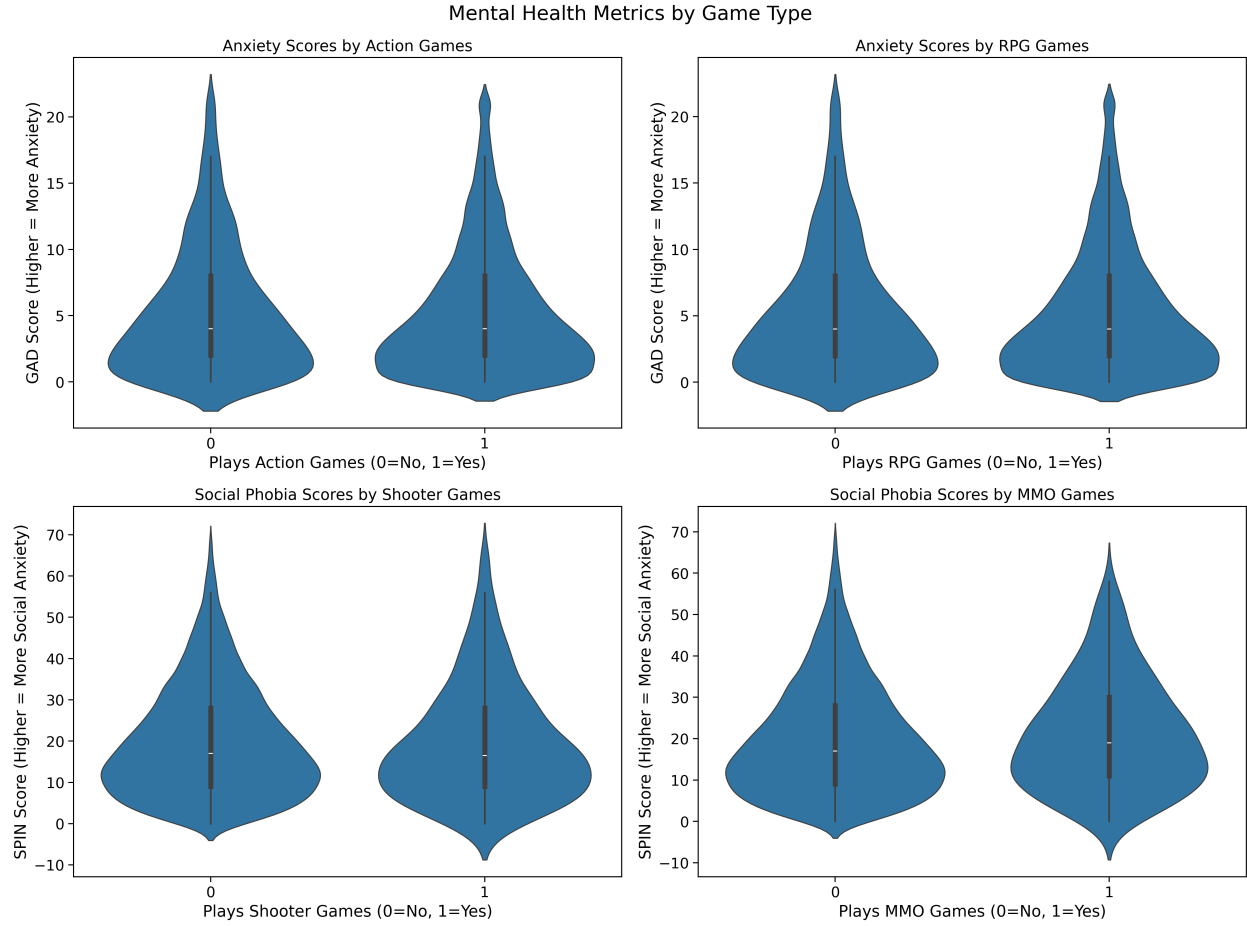 Mental Health Metrics by Game Type
Anxiety Scores by Action Games
GAD Score (Higher = More Anxiety)
20
15
10
5
0
0
1
Plays Action Games (0=No, 1=Yes)
Anxiety Scores by RPG Games
GAD Score (Higher = More Anxiety)
20
15
10
5
0
0
1
Plays RPG Games (0=No, 1=Yes)
Social Phobia Scores by Shooter Games
SPIN Score (Higher = More Social Anxiety)
70
60
50
40
30
20
10
0
−10
0
1
Plays Shooter Games (0=No, 1=Yes)
Social Phobia Scores by MMO Games
SPIN Score (Higher = More Social Anxiety)
70
60
50
40
30
20
10
0
−10
0
1
Plays MMO Games (0=No, 1=Yes)